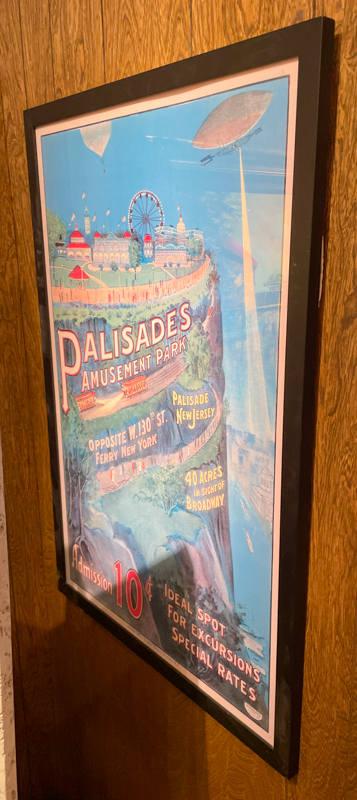 PALISADES
AMUSEMENT PARK
PALISADE
NEW JERSEY
OPPOSITE W. 130TH ST.
FERRY NEW YORK
40 ACRES
IN SIGHT OF
BROADWAY
Admission 10¢
IDEAL SPOT
FOR EXCURSIONS
SPECIAL RATES